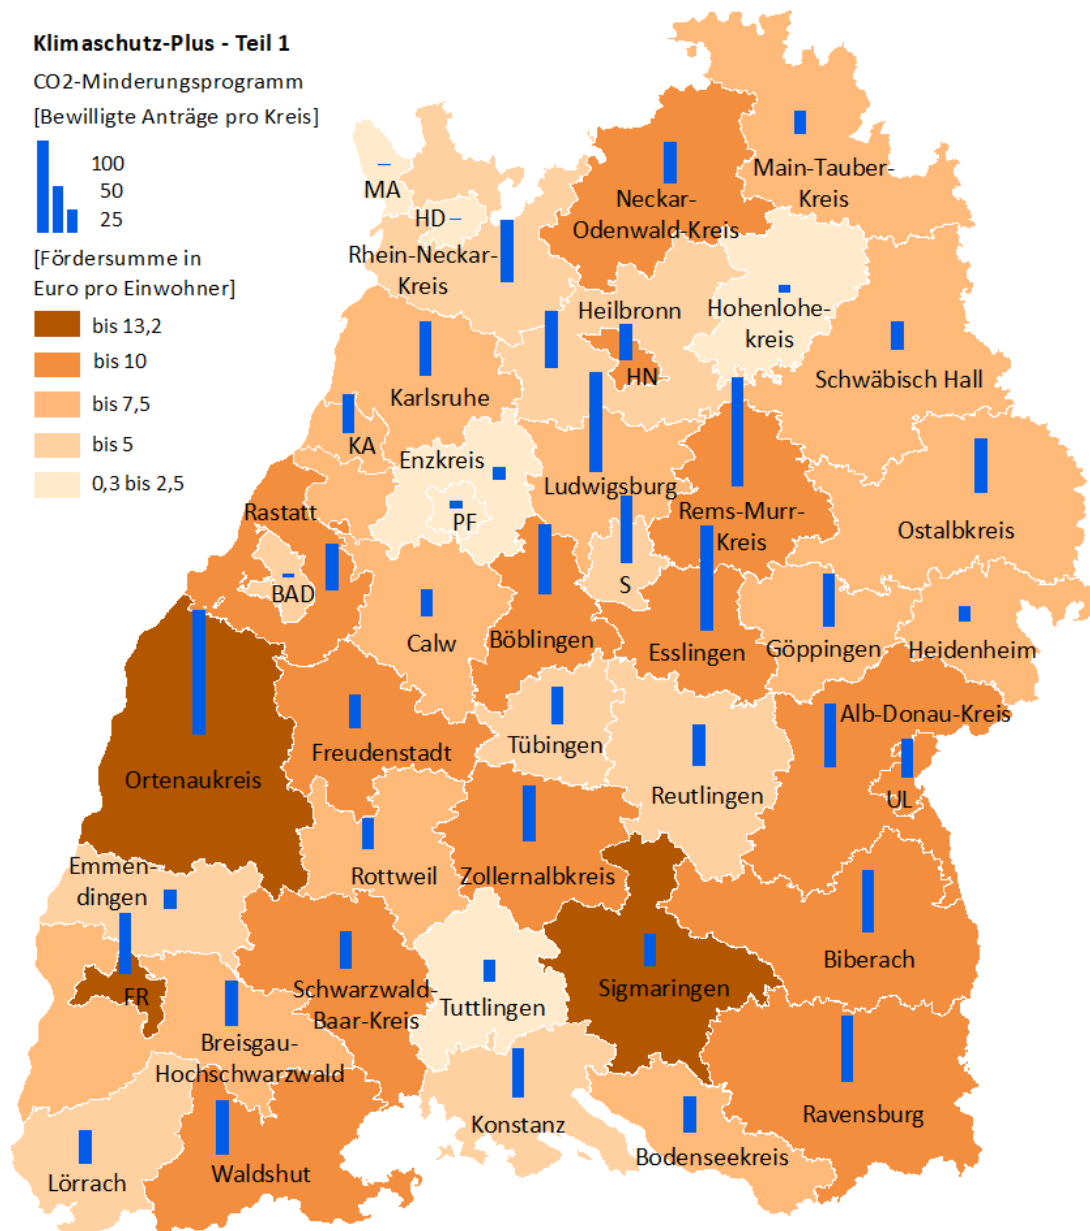 Klimaschutz-Plus - Teil 1
CO2-Minderungsprogramm
[Bewilligte Anträge pro Kreis]
100
50
25
[Fördersumme in
Euro pro Einwohner]
bis 13,2
bis 10
bis 7,5
bis 5
0,3 bis 2,5
MA
HD
Rhein-Neckar-
Kreis
Neckar-
Odenwald-Kreis
Main-Tauber-
Kreis
Heilbronn
HN
Hohenlohe-
kreis
Schwäbisch Hall
Karlsruhe
KA
Enzkreis
PF
Ludwigsburg
Rems-Murr-
Kreis
Ostalbkreis
Rastatt
BAD
Calw
Böblingen
S
Esslingen
Göppingen
Heidenheim
Ortenaukreis
Freudenstadt
Tübingen
Reutlingen
Alb-Donau-Kreis
UL
Emmen-
dingen
Rottweil
Zollernalbkreis
Biberach
FR
Schwarzwald-
Baar-Kreis
Tuttlingen
Sigmaringen
Breisgau-
Hochschwarzwald
Konstanz
Ravensburg
Bodenseekreis
Lörrach
Waldshut